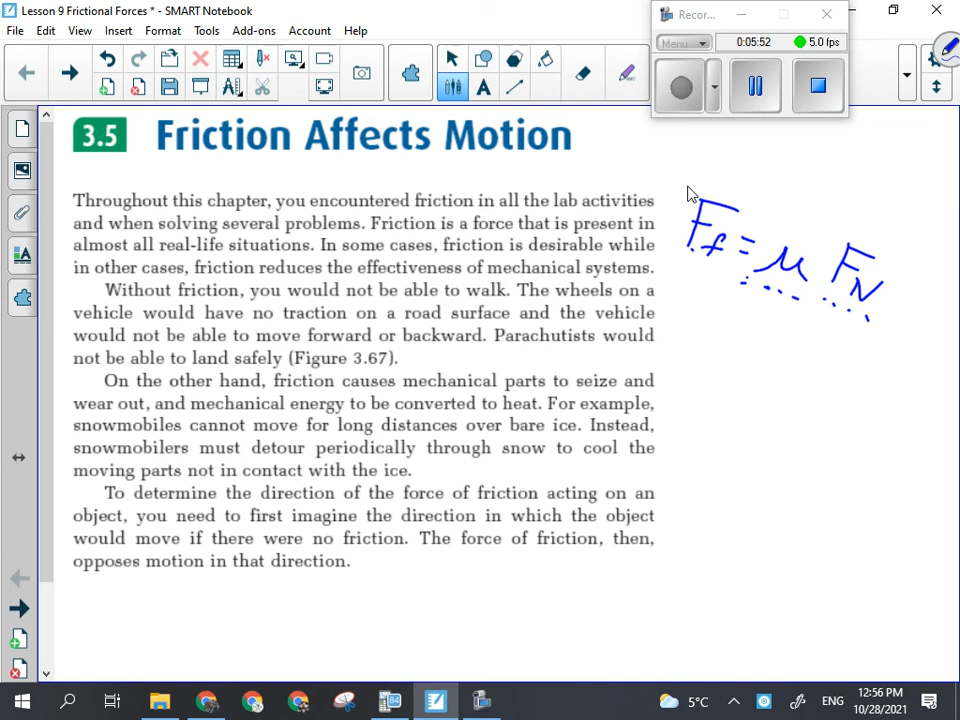 Lesson 9 Frictional Forces * - SMART Notebook
Recor...
File Edit View Insert Format Tools Add-ons Account Help
Menu
0:05:52
5.0 fps
3.5 Friction Affects Motion
Throughout this chapter, you encountered friction in all the lab activities
and when solving several problems. Friction is a force that is present in
almost all real-life situations. In some cases, friction is desirable while
in other cases, friction reduces the effectiveness of mechanical systems.
Without friction, you would not be able to walk. The wheels on a
vehicle would have no traction on a road surface and the vehicle
would not be able to move forward or backward. Parachutists would
not be able to land safely (Figure 3.67).
On the other hand, friction causes mechanical parts to seize and
wear out, and mechanical energy to be converted to heat. For example,
snowmobiles cannot move for long distances over bare ice. Instead,
snowmobilers must detour periodically through snow to cool the
moving parts not in contact with the ice.
To determine the direction of the force of friction acting on an
object, you need to first imagine the direction in which the object
would move if there were no friction. The force of friction, then,
opposes motion in that direction.
Ff = μ FN
5°C
ENG
12:56 PM
10/28/2021